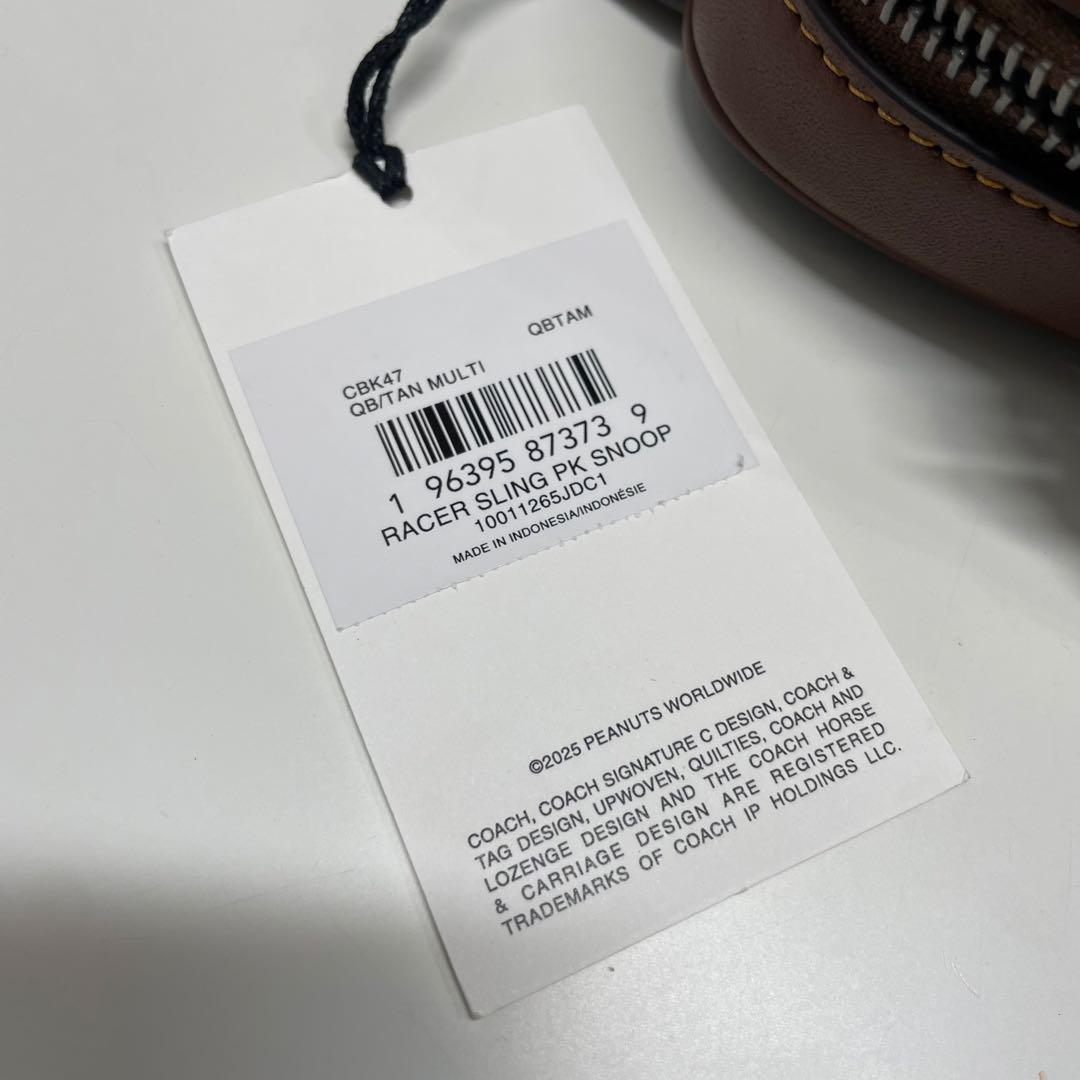 CBK47 QBTAM
QB/TAN MULTI
1 96395 87373 9
RACER SLING PK SNOOP
10011265JDC1
MADE IN INDONESIA/INDONÉSIE
©2025 PEANUTS WORLDWIDE
COACH, COACH SIGNATURE C DESIGN, COACH &
TAG DESIGN, UPWOVEN, QUILTIES, COACH AND
LOZENGE DESIGN AND THE COACH HORSE
& CARRIAGE DESIGN ARE REGISTERED
TRADEMARKS OF COACH IP HOLDINGS LLC.